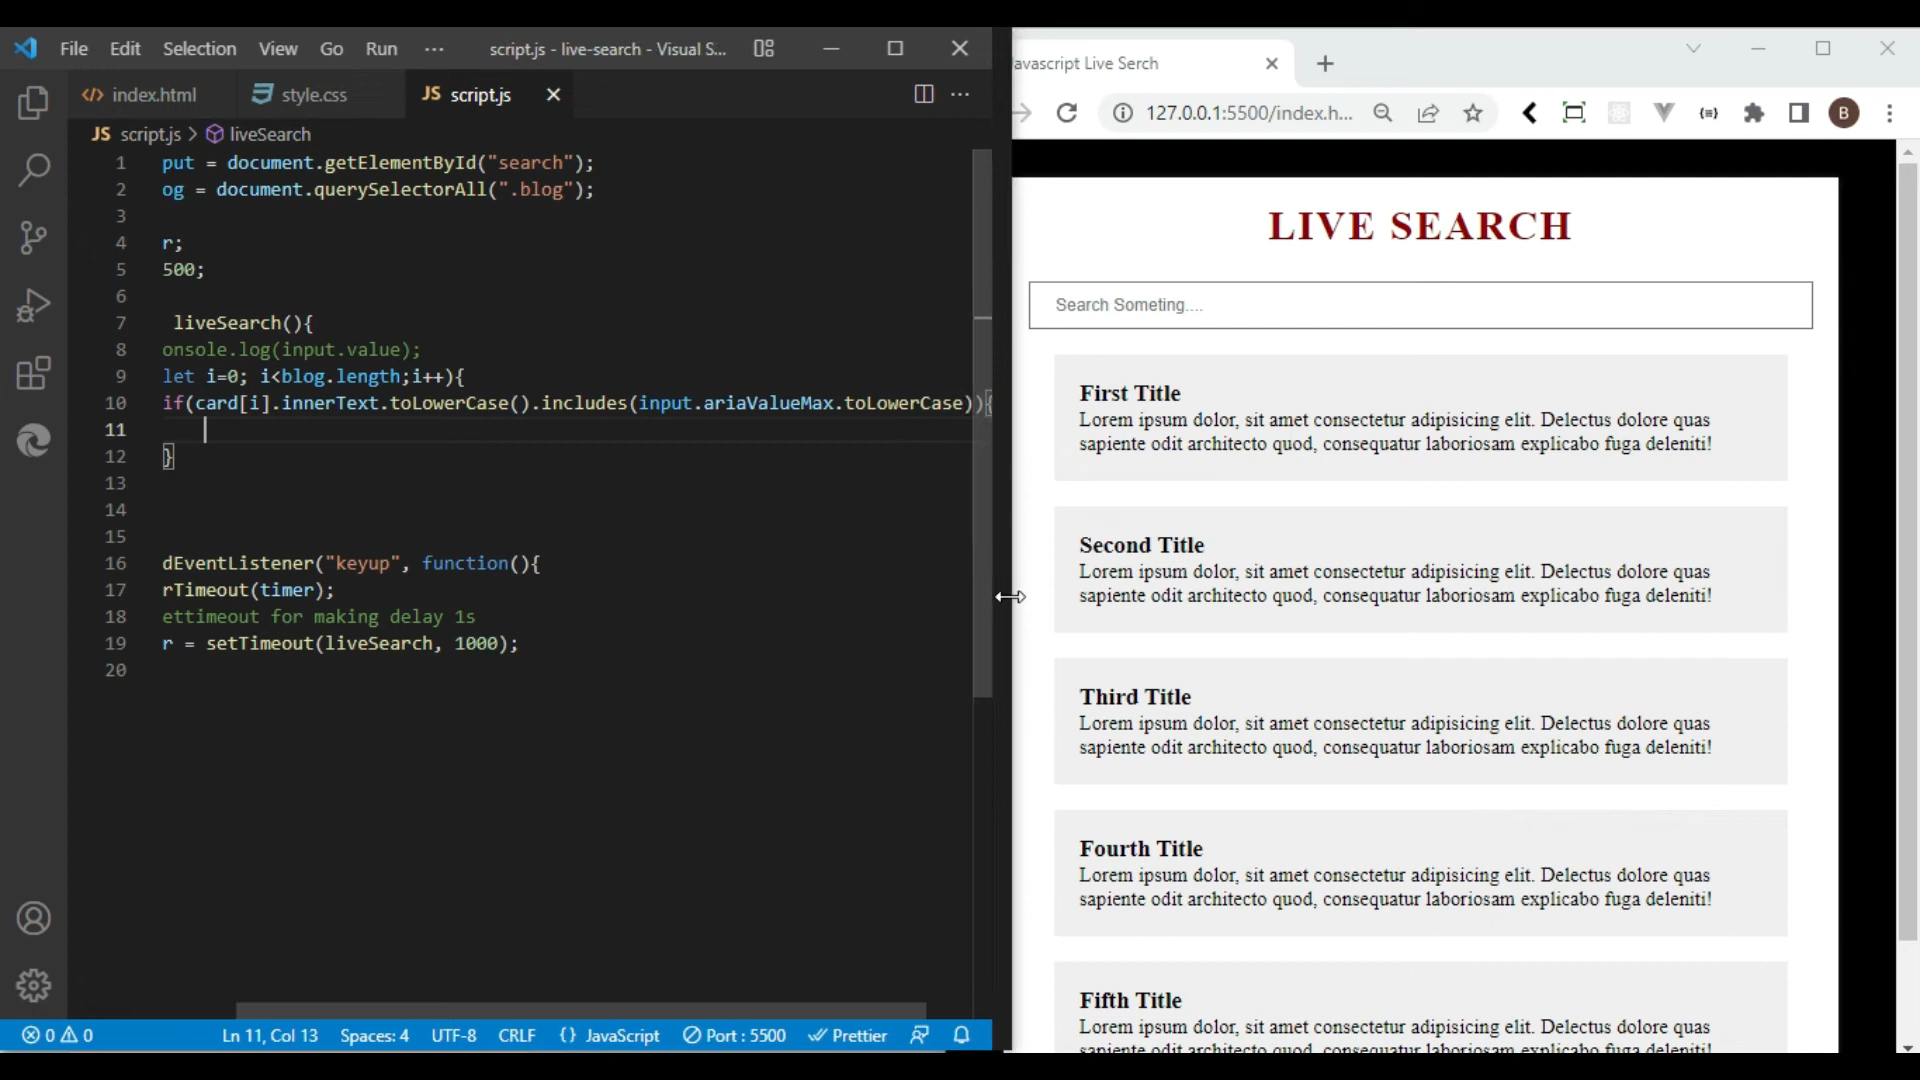 File Edit Selection View Go Run ··· script.js - live-search - Visual S...
index.html style.css JS script.js
JS script.js > liveSearch
1 put = document.getElementById("search");
2 og = document.querySelectorAll(".blog");
3
4 r;
5 500;
6
7 liveSearch(){
8 onsole.log(input.value);
9 let i=0; i<blog.length;i++){
10 if(card[i].innerText.toLowerCase().includes(input.ariaValueMax.toLowerCase)){
11
12 }
13
14
15
16 dEventListener("keyup", function(){
17 rTimeout(timer);
18 ettimeout for making delay 1s
19 r = setTimeout(liveSearch, 1000);
20
0 0 Ln 11, Col 13 Spaces: 4 UTF-8 CRLF {} JavaScript Port : 5500 Prettier
avascript Live Serch
127.0.0.1:5500/index.h... B
LIVE SEARCH
Search Someting....
First Title
Lorem ipsum dolor, sit amet consectetur adipisicing elit. Delectus dolore quas
sapiente odit architecto quod, consequatur laboriosam explicabo fuga deleniti!
Second Title
Lorem ipsum dolor, sit amet consectetur adipisicing elit. Delectus dolore quas
sapiente odit architecto quod, consequatur laboriosam explicabo fuga deleniti!
Third Title
Lorem ipsum dolor, sit amet consectetur adipisicing elit. Delectus dolore quas
sapiente odit architecto quod, consequatur laboriosam explicabo fuga deleniti!
Fourth Title
Lorem ipsum dolor, sit amet consectetur adipisicing elit. Delectus dolore quas
sapiente odit architecto quod, consequatur laboriosam explicabo fuga deleniti!
Fifth Title
Lorem ipsum dolor, sit amet consectetur adipisicing elit. Delectus dolore quas
sapiente odit architecto quod, consequatur laboriosam explicabo fuga deleniti!